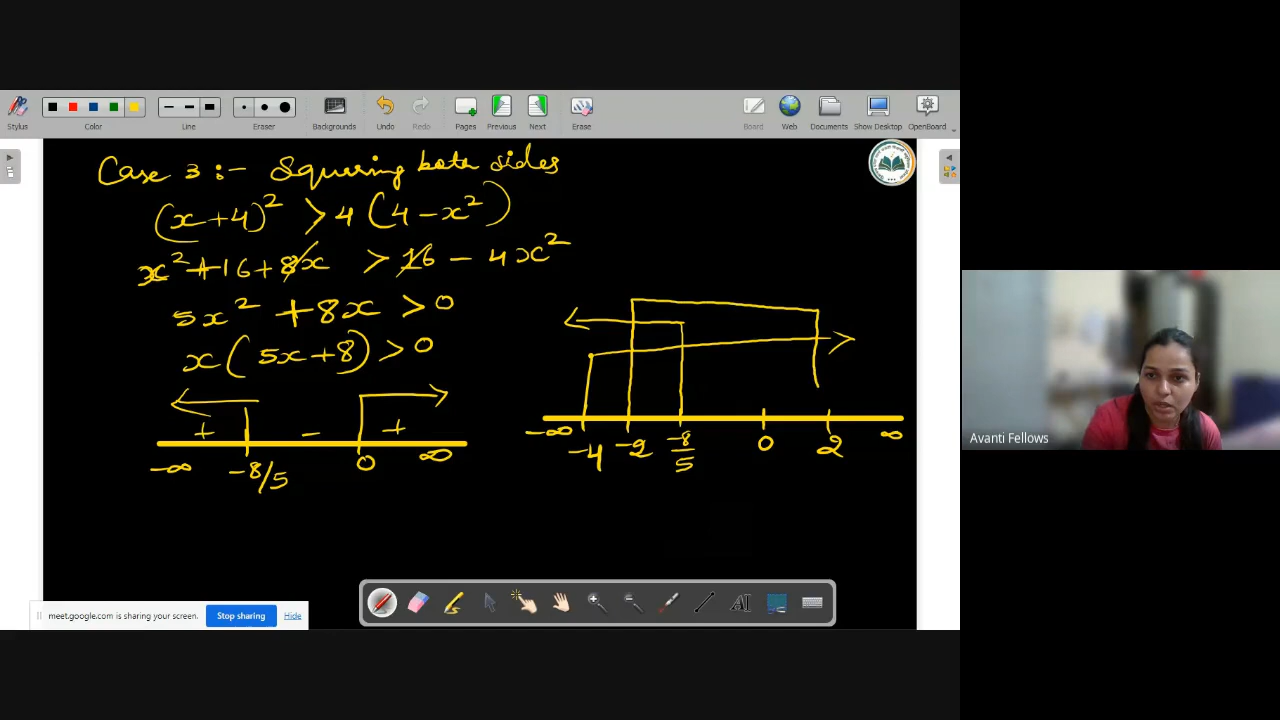 Stylus
Color
Line
Eraser
Backgrounds
Undo
Redo
Pages
Previous
Next
Erase
Board
Web
Documents
Show Desktop
OpenBoard
Case 3 :- Squering both sides
(x+4)² > 4(4-x²)
x²+16+8x > 16 - 4x²
5x² + 8x > 0
x(5x+8) > 0
+ - +
-∞ -8/5 0 ∞
-∞ -4 -2 -8/5 0 2 ∞
Avanti Fellows
meet.google.com is sharing your screen.
Stop sharing
Hide